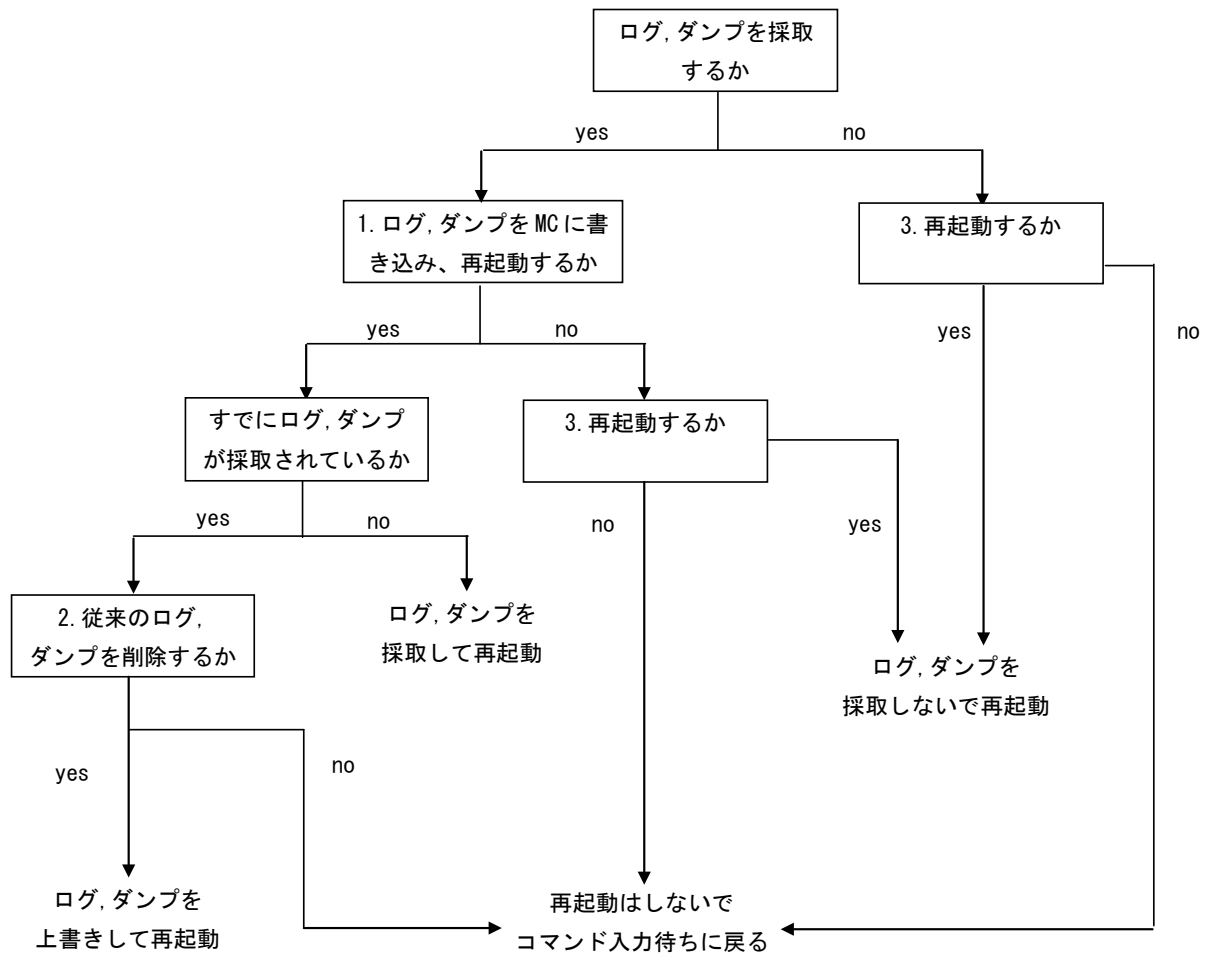 ログ,ダンプを採取
するか
yes
no
1.ログ,ダンプをMCに書
き込み、再起動するか
3.再起動するか
yes
no
yes
no
すでにログ,ダンプ
が採取されているか
3.再起動するか
yes
no
no
yes
2.従来のログ,
ダンプを削除するか
ログ,ダンプを
採取して再起動
ログ,ダンプを
採取しないで再起動
yes
no
ログ,ダンプを
上書きして再起動
再起動はしないで
コマンド入力待ちに戻る